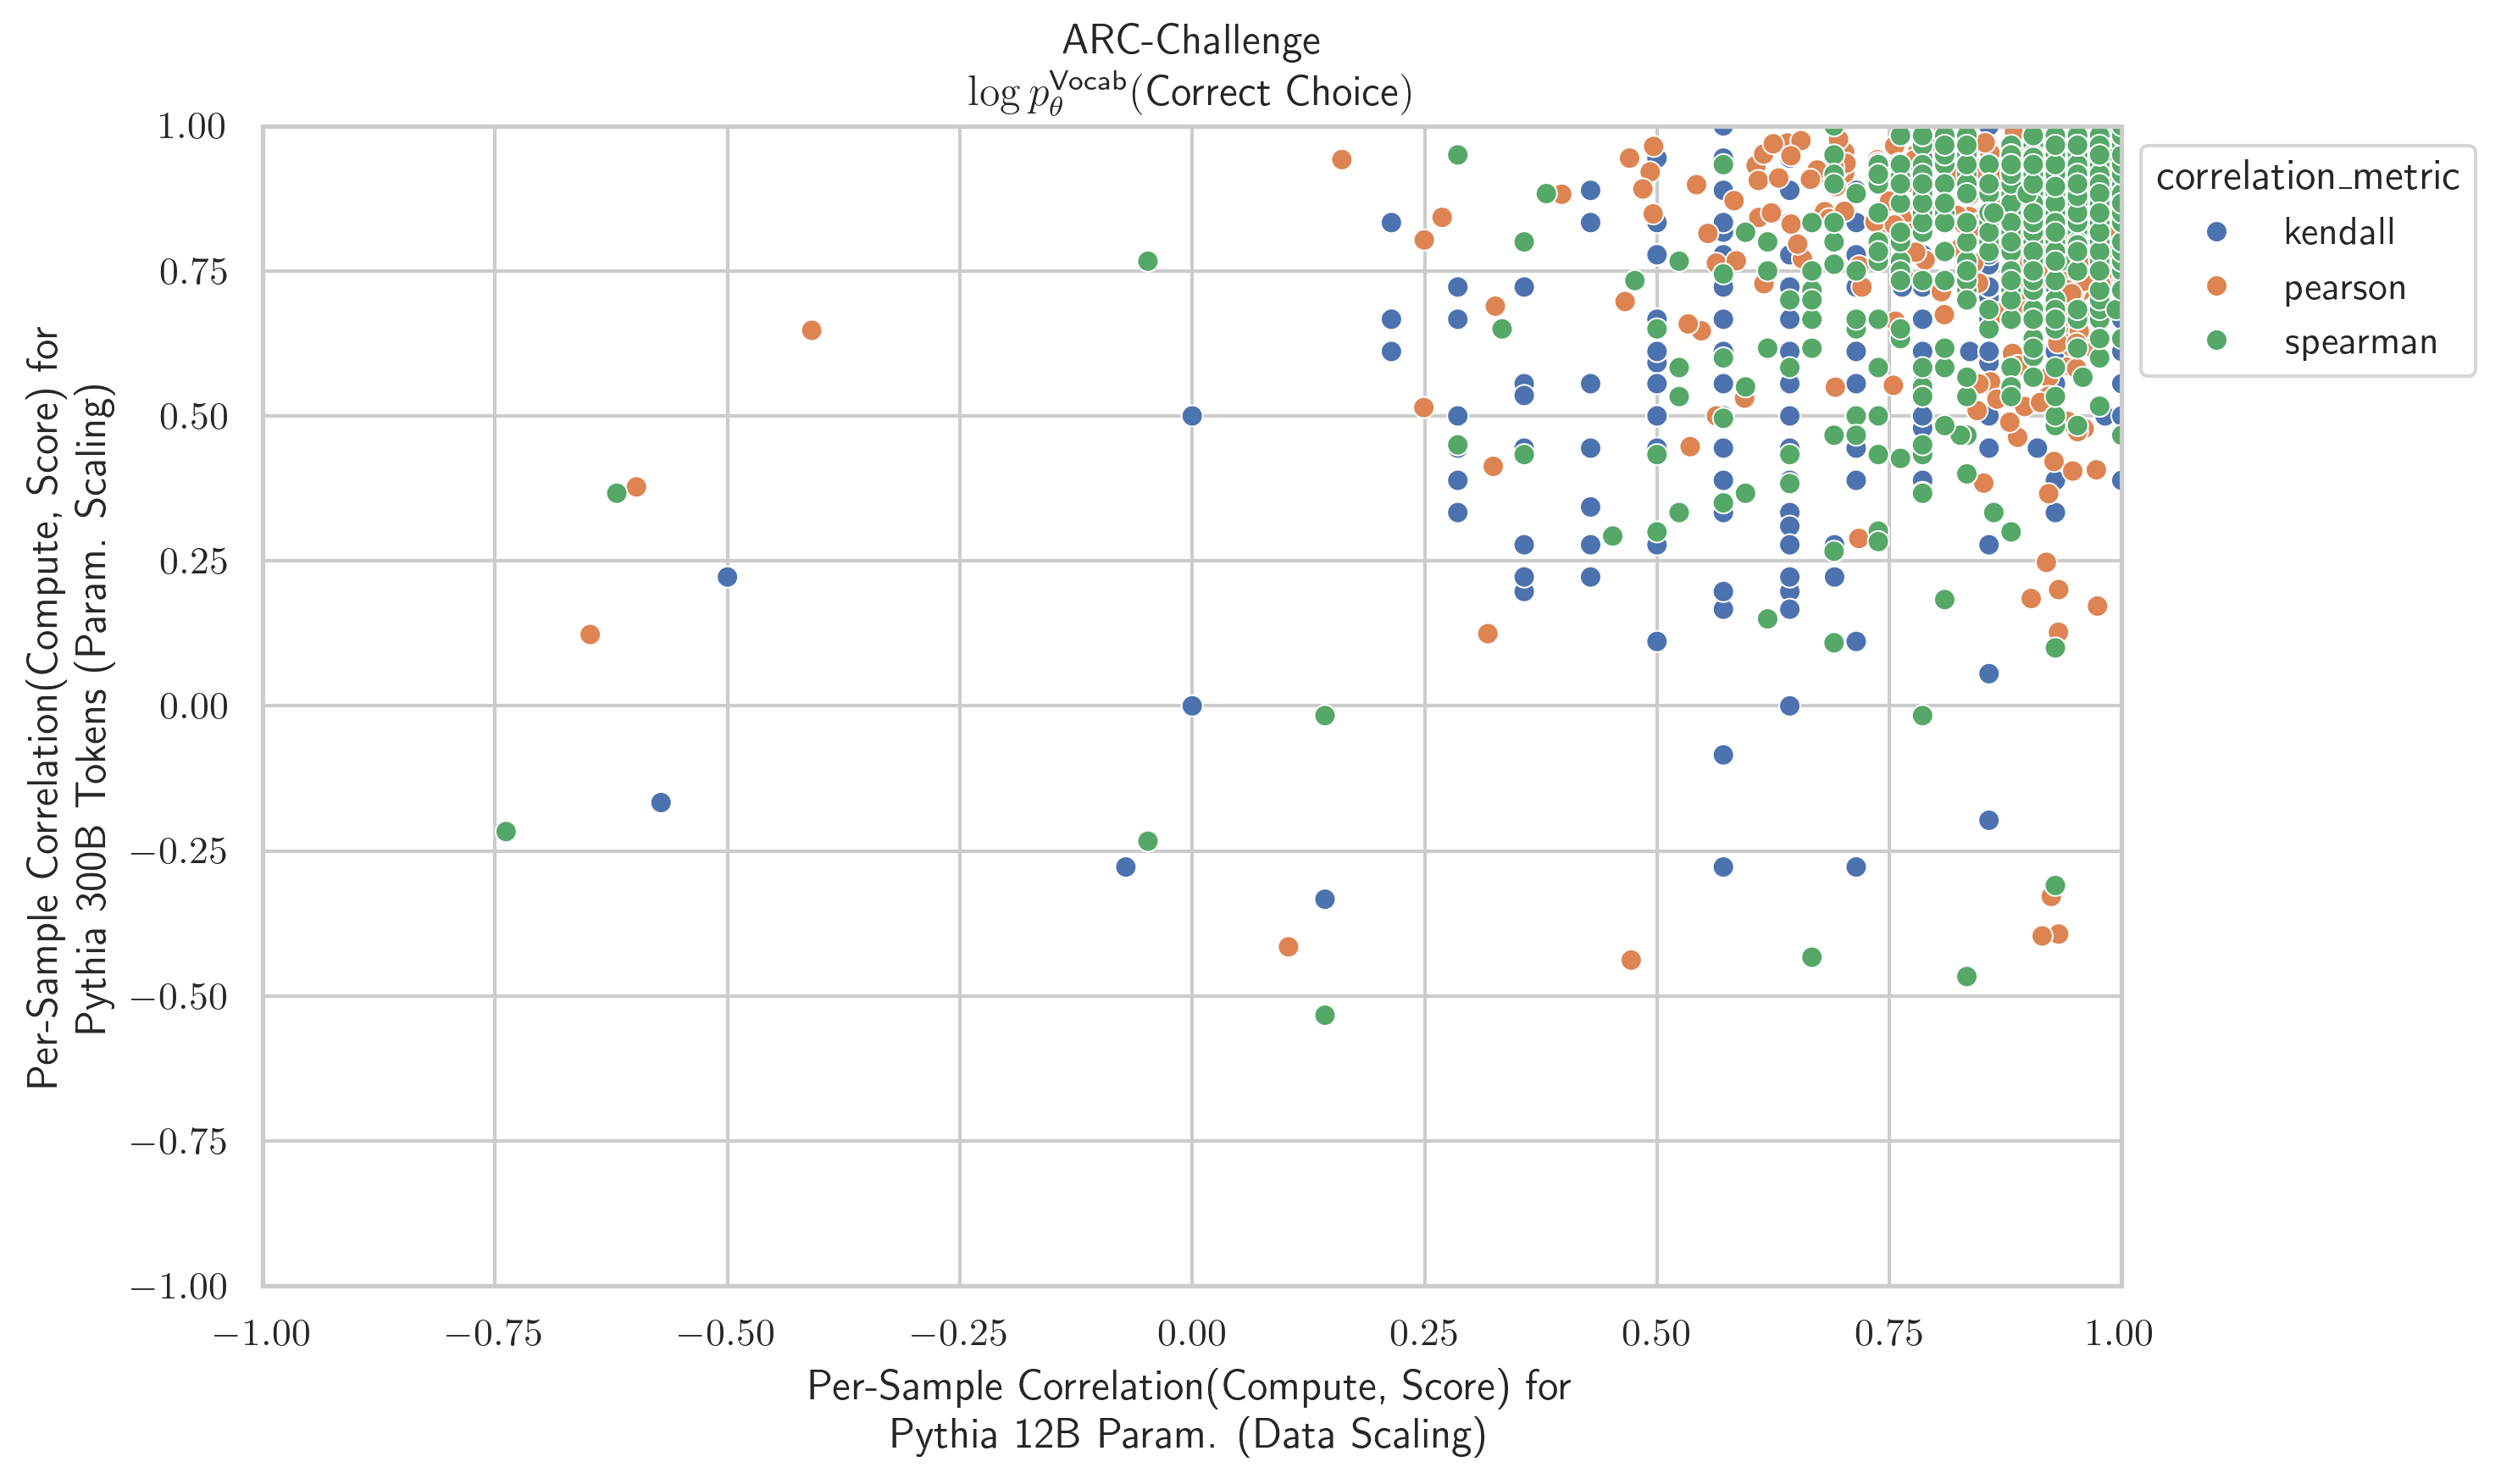 ARC-Challenge
log p_θ^Vocab(Correct Choice)
Per-Sample Correlation(Compute, Score) for
Pythia 300B Tokens (Param. Scaling)
1.00
0.75
0.50
0.25
0.00
−0.25
−0.50
−0.75
−1.00
−1.00 −0.75 −0.50 −0.25 0.00 0.25 0.50 0.75 1.00
Per-Sample Correlation(Compute, Score) for
Pythia 12B Param. (Data Scaling)
correlation_metric
kendall
pearson
spearman